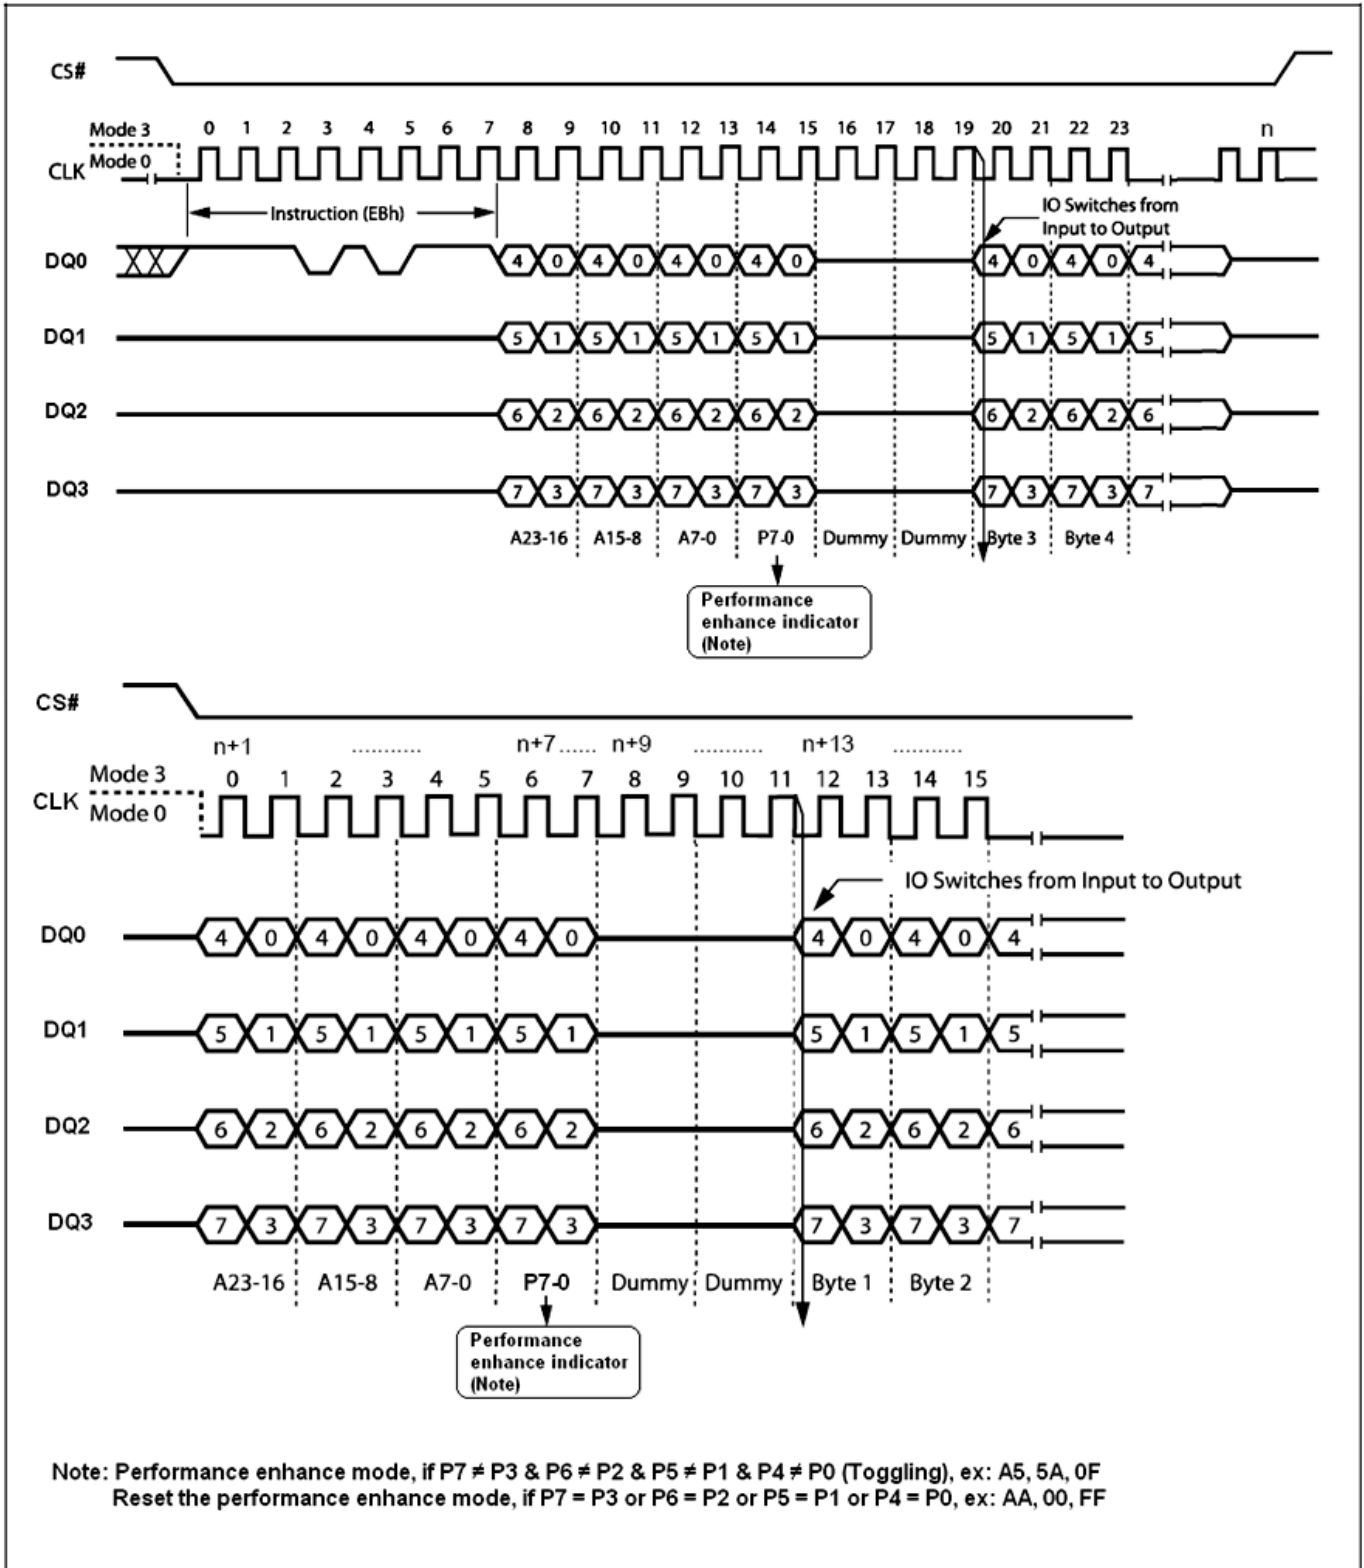 CS#
Mode 3
0 1 2 3 4 5 6 7 8 9 10 11 12 13 14 15 16 17 18 19 20 21 22 23 n
CLK Mode 0
Instruction (EBh)
IO Switches from
Input to Output
DQ0 4 0 4 0 4 0 4 0 4 0 4 0 4
DQ1 5 1 5 1 5 1 5 1 5 1 5 1 5
DQ2 6 2 6 2 6 2 6 2 6 2 6 2 6
DQ3 7 3 7 3 7 3 7 3 7 3 7 3 7
A23-16 A15-8 A7-0 P7-0 Dummy Dummy Byte 3 Byte 4
Performance
enhance indicator
(Note)
CS#
n+1 ........... n+7 ...... n+9 ........... n+13 ...........
Mode 3 0 1 2 3 4 5 6 7 8 9 10 11 12 13 14 15
CLK Mode 0
IO Switches from Input to Output
DQ0 4 0 4 0 4 0 4 0 4 0 4 0 4
DQ1 5 1 5 1 5 1 5 1 5 1 5 1 5
DQ2 6 2 6 2 6 2 6 2 6 2 6 2 6
DQ3 7 3 7 3 7 3 7 3 7 3 7 3 7
A23-16 A15-8 A7-0 P7-0 Dummy Dummy Byte 1 Byte 2
Performance
enhance indicator
(Note)
Note: Performance enhance mode, if P7 ≠ P3 & P6 ≠ P2 & P5 ≠ P1 & P4 ≠ P0 (Toggling), ex: A5, 5A, 0F
Reset the performance enhance mode, if P7 = P3 or P6 = P2 or P5 = P1 or P4 = P0, ex: AA, 00, FF